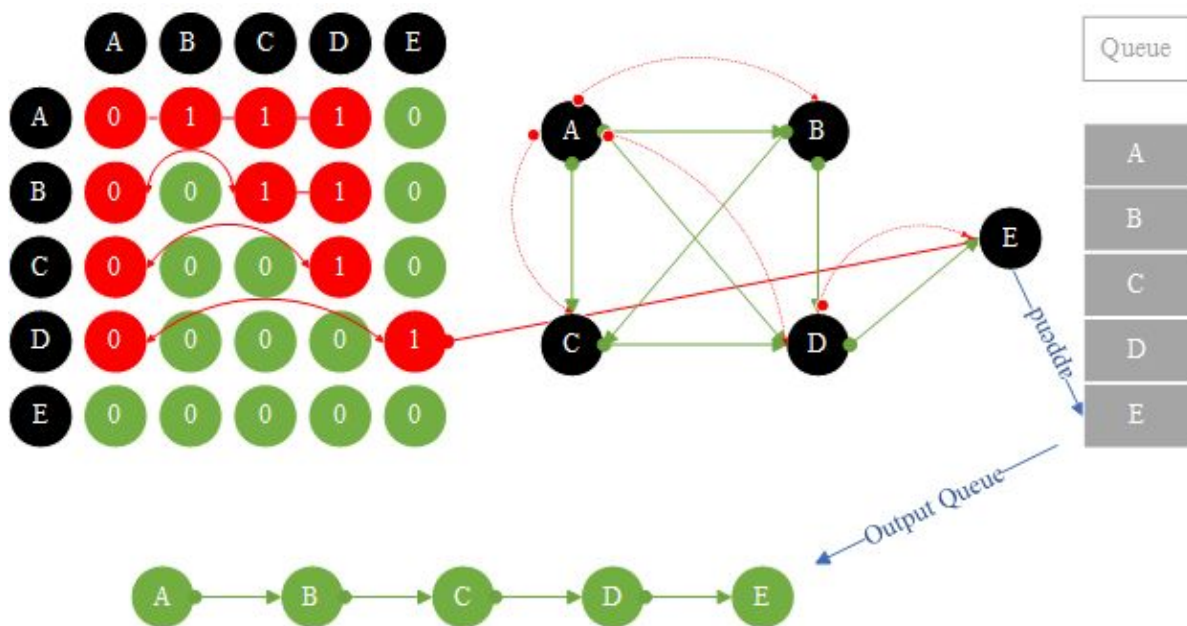 A B C D E
A 0 1 1 1 0
B 0 0 1 1 0
C 0 0 0 1 0
D 0 0 0 0 1
E 0 0 0 0 0
A B
C D
E
append
Queue
A
B
C
D
E
Output Queue
A B C D E